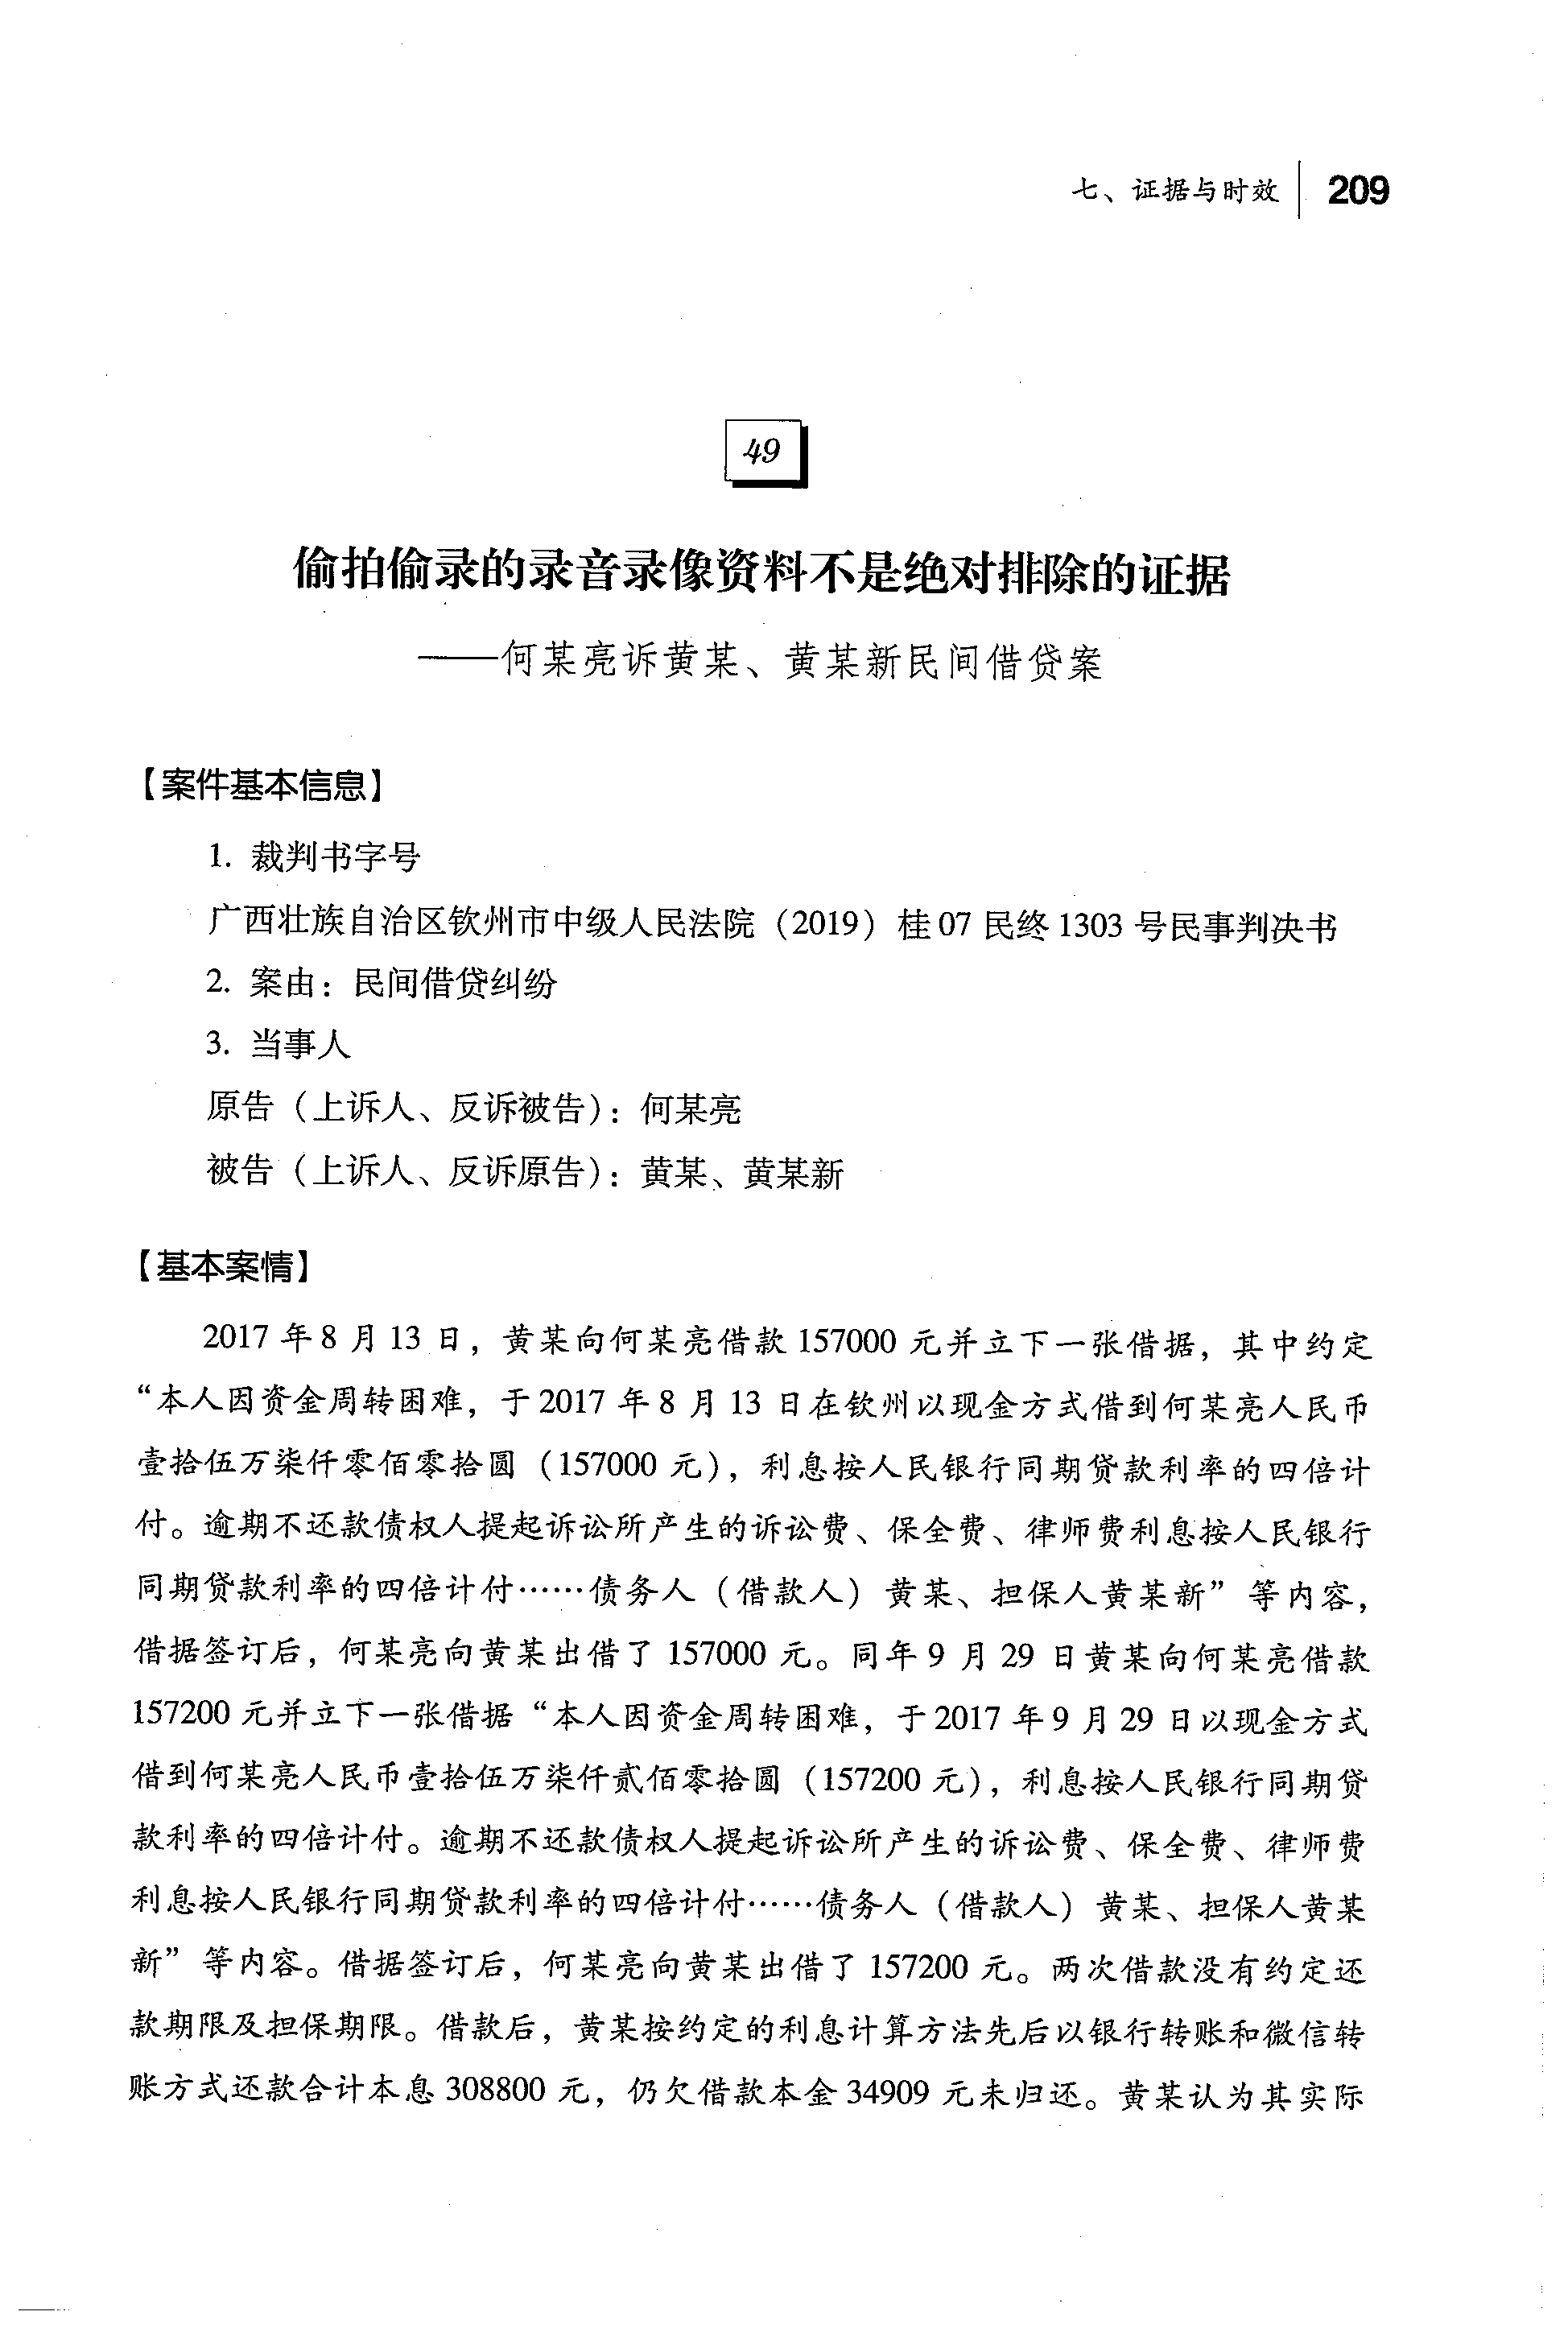 七、证据与时效 209
49
偷拍偷录的录音录像资料不是绝对排除的证据
——何某亮诉黄某、黄某新民间借贷案
【案件基本信息】
1. 裁判书字号
广西壮族自治区钦州市中级人民法院（2019）桂07民终1303号民事判决书
2. 案由：民间借贷纠纷
3. 当事人
原告（上诉人、反诉被告）：何某亮
被告（上诉人、反诉原告）：黄某、黄某新
【基本案情】
2017年8月13日，黄某向何某亮借款157000元并立下一张借据，其中约定
“本人因资金周转困难，于2017年8月13日在钦州以现金方式借到何某亮人民币
壹拾伍万柒仟零佰零拾圆（157000元），利息按人民银行同期贷款利率的四倍计
付。逾期不还款债权人提起诉讼所产生的诉讼费、保全费、律师费利息按人民银行
同期贷款利率的四倍计付……债务人（借款人）黄某、担保人黄某新”等内容，
借据签订后，何某亮向黄某出借了157000元。同年9月29日黄某向何某亮借款
157200元并立下一张借据“本人因资金周转困难，于2017年9月29日以现金方式
借到何某亮人民币壹拾伍万柒仟贰佰零拾圆（157200元），利息按人民银行同期贷
款利率的四倍计付。逾期不还款债权人提起诉讼所产生的诉讼费、保全费、律师费
利息按人民银行同期贷款利率的四倍计付……债务人（借款人）黄某、担保人黄某
新”等内容。借据签订后，何某亮向黄某出借了157200元。两次借款没有约定还
款期限及担保期限。借款后，黄某按约定的利息计算方法先后以银行转账和微信转
账方式还款合计本息308800元，仍欠借款本金34909元未归还。黄某认为其实际